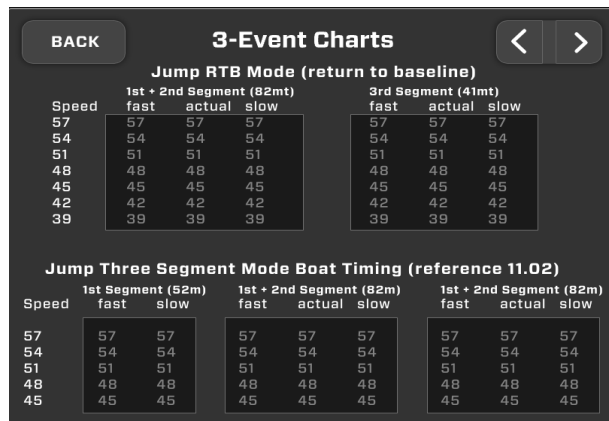 BACK 3-Event Charts < >
Jump RTB Mode (return to baseline)
1st + 2nd Segment (82mt) 3rd Segment (41mt)
Speed fast actual slow fast actual slow
57 57 57 57 57 57 57
54 54 54 54 54 54 54
51 51 51 51 51 51 51
48 48 48 48 48 48 48
45 45 45 45 45 45 45
42 42 42 42 42 42 42
39 39 39 39 39 39 39
Jump Three Segment Mode Boat Timing (reference 11.02)
1st Segment (52m) 1st + 2nd Segment (82m) 1st + 2nd Segment (82m)
Speed fast slow fast actual slow fast actual slow
57 57 57 57 57 57 57 57 57
54 54 54 54 54 54 54 54 54
51 51 51 51 51 51 51 51 51
48 48 48 48 48 48 48 48 48
45 45 45 45 45 45 45 45 45